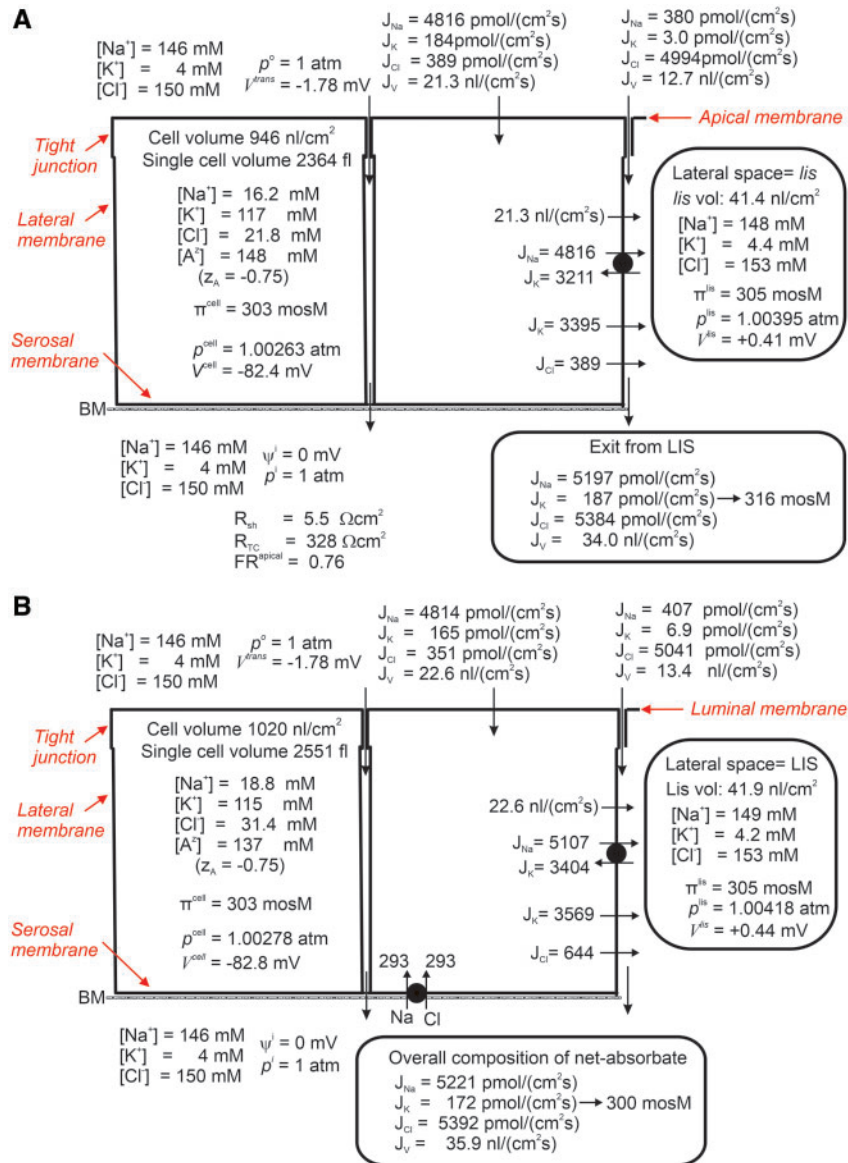 A
[Na⁺] = 146 mM
[K⁺] = 4 mM
[Cl⁻] = 150 mM
pᵒ = 1 atm
Vᵗʳᵃⁿˢ = -1.78 mV
J_Na = 4816 pmol/(cm²s)
J_K = 184pmol/(cm²s)
J_Cl = 389 pmol/(cm²s)
J_V = 21.3 nl/(cm²s)
J_Na = 380 pmol/(cm²s)
J_K = 3.0 pmol/(cm²s)
J_Cl = 4994pmol/(cm²s)
J_V = 12.7 nl/(cm²s)
Apical membrane
Tight
junction
Lateral
membrane
Serosal
membrane
BM
Cell volume 946 nl/cm²
Single cell volume 2364 fl
[Na⁺] = 16.2 mM
[K⁺] = 117 mM
[Cl⁻] = 21.8 mM
[A^z] = 148 mM
(z_A = -0.75)
π^cell = 303 mosM
p^cell = 1.00263 atm
V^cell = -82.4 mV
21.3 nl/(cm²s)
J_Na = 4816
J_K = 3211
J_K = 3395
J_Cl = 389
Lateral space= lis
lis vol: 41.4 nl/cm²
[Na⁺] = 148 mM
[K⁺] = 4.4 mM
[Cl⁻] = 153 mM
π^lis = 305 mosM
p^lis = 1.00395 atm
V^lis = +0.41 mV
[Na⁺] = 146 mM
[K⁺] = 4 mM
[Cl⁻] = 150 mM
ψⁱ = 0 mV
pⁱ = 1 atm
R_sh = 5.5 Ωcm²
R_TC = 328 Ωcm²
FR^apical = 0.76
Exit from LIS
J_Na = 5197 pmol/(cm²s)
J_K = 187 pmol/(cm²s) → 316 mosM
J_Cl = 5384 pmol/(cm²s)
J_V = 34.0 nl/(cm²s)
B
[Na⁺] = 146 mM
[K⁺] = 4 mM
[Cl⁻] = 150 mM
pᵒ = 1 atm
Vᵗʳᵃⁿˢ = -1.78 mV
J_Na = 4814 pmol/(cm²s)
J_K = 165 pmol/(cm²s)
J_Cl = 351 pmol/(cm²s)
J_V = 22.6 nl/(cm²s)
J_Na = 407 pmol/(cm²s)
J_K = 6.9 pmol/(cm²s)
J_Cl = 5041 pmol/(cm²s)
J_V = 13.4 nl/(cm²s)
Luminal membrane
Tight
junction
Lateral
membrane
Serosal
membrane
BM
Cell volume 1020 nl/cm²
Single cell volume 2551 fl
[Na⁺] = 18.8 mM
[K⁺] = 115 mM
[Cl⁻] = 31.4 mM
[A^z] = 137 mM
(z_A = -0.75)
π^cell = 303 mosM
p^cell = 1.00278 atm
V^cell = -82.8 mV
22.6 nl/(cm²s)
J_Na = 5107
J_K = 3404
J_K = 3569
J_Cl = 644
293 293
Na Cl
Lateral space= LIS
Lis vol: 41.9 nl/cm²
[Na⁺] = 149 mM
[K⁺] = 4.2 mM
[Cl⁻] = 153 mM
π^lis = 305 mosM
p^lis = 1.00418 atm
V^lis = +0.44 mV
[Na⁺] = 146 mM
[K⁺] = 4 mM
[Cl⁻] = 150 mM
ψⁱ = 0 mV
pⁱ = 1 atm
Overall composition of net-absorbate
J_Na = 5221 pmol/(cm²s)
J_K = 172 pmol/(cm²s) → 300 mosM
J_Cl = 5392 pmol/(cm²s)
J_V = 35.9 nl/(cm²s)